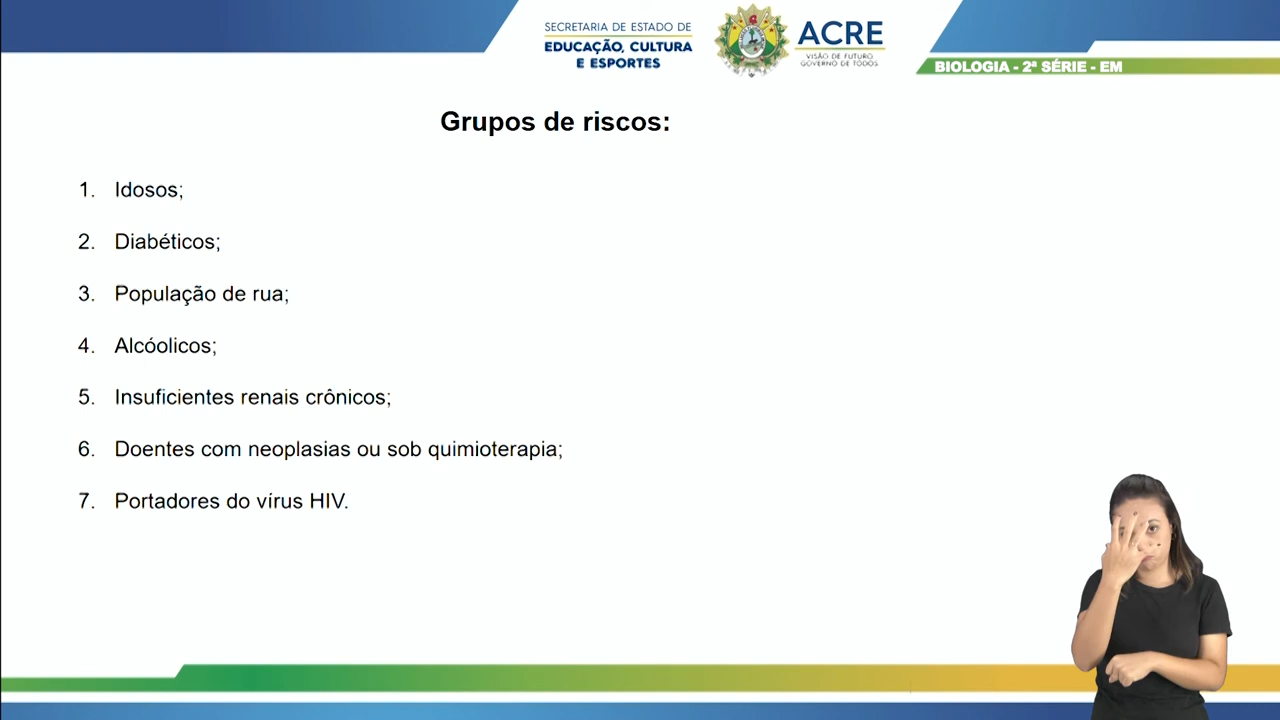 SECRETARIA DE ESTADO DE
EDUCAÇÃO, CULTURA
E ESPORTES
ACRE
VISÃO DE FUTURO
GOVERNO DE TODOS
BIOLOGIA - 2ª SÉRIE - EM
Grupos de riscos:
1. Idosos;
2. Diabéticos;
3. População de rua;
4. Alcóolicos;
5. Insuficientes renais crônicos;
6. Doentes com neoplasias ou sob quimioterapia;
7. Portadores do vírus HIV.